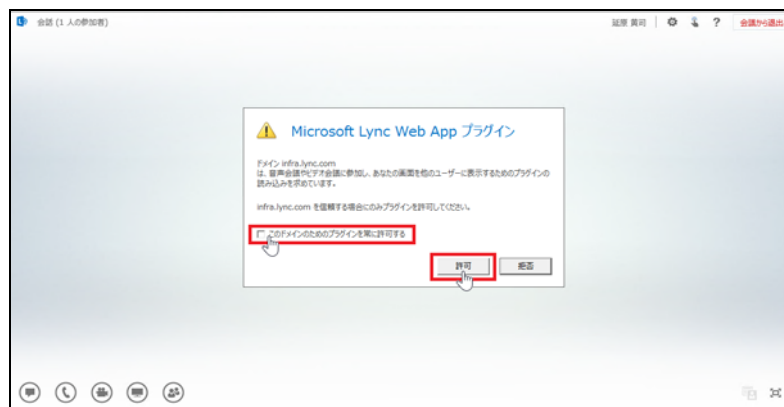 会話 (1 人の参加者)
延原 黄司
?
会議から退出
Microsoft Lync Web App プラグイン
ドメイン infra.lync.com
は、音声会議やビデオ会議に参加し、あなたの画面を他のユーザーに表示するためのプラグインの
読み込みを求めています。
infra.lync.com を信頼する場合にのみプラグインを許可してください。
このドメインのためのプラグインを常に許可する
許可
拒否